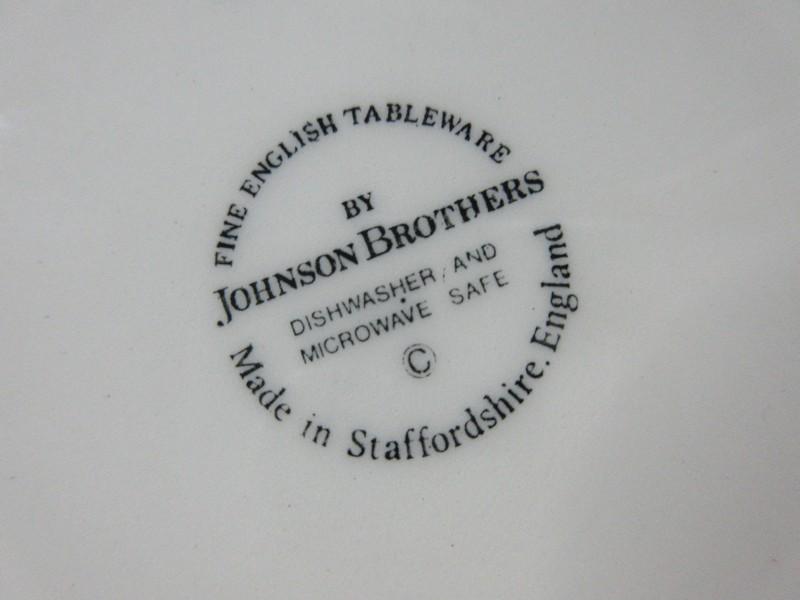 FINE ENGLISH TABLEWARE
BY
JOHNSON BROTHERS
DISHWASHER AND
MICROWAVE SAFE
©
Made in Staffordshire. England